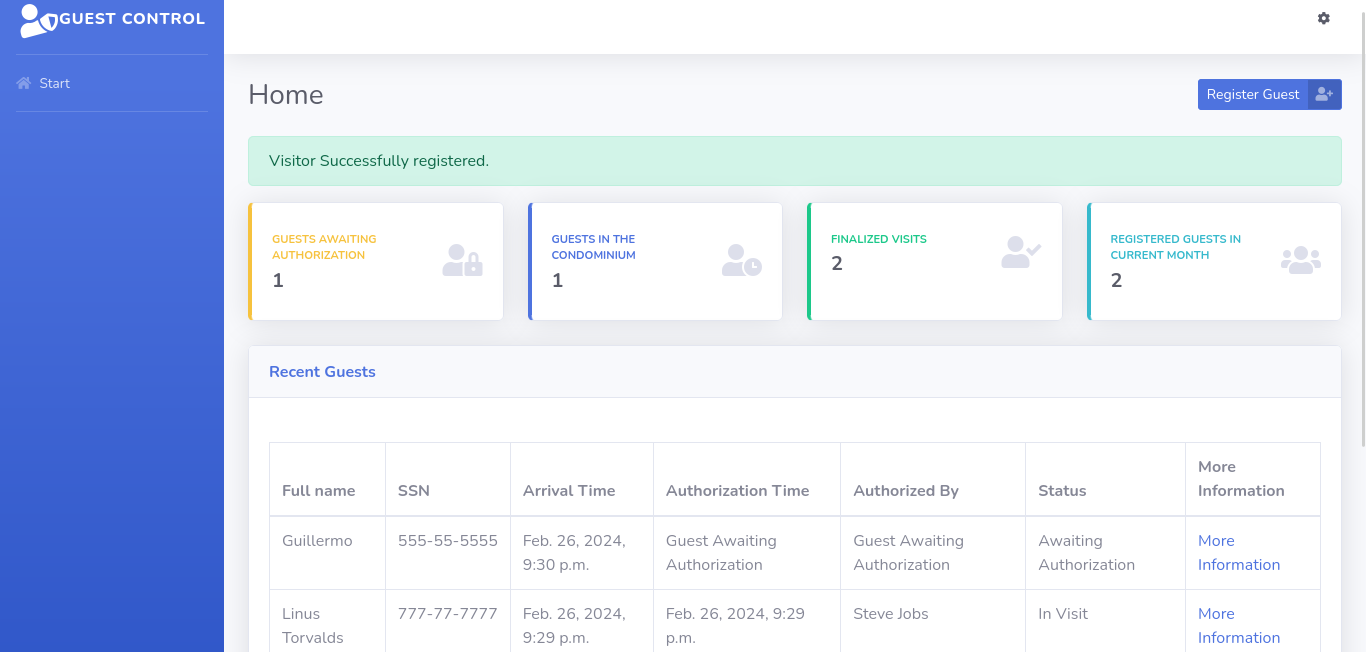 GUEST CONTROL
Start
Home
Register Guest
Visitor Successfully registered.
GUESTS AWAITING
AUTHORIZATION
1
GUESTS IN THE
CONDOMINIUM
1
FINALIZED VISITS
2
REGISTERED GUESTS IN
CURRENT MONTH
2
Recent Guests
Full name
SSN
Arrival Time
Authorization Time
Authorized By
Status
More
Information
Guillermo
555-55-5555
Feb. 26, 2024,
9:30 p.m.
Guest Awaiting
Authorization
Guest Awaiting
Authorization
Awaiting
Authorization
More
Information
Linus
Torvalds
777-77-7777
Feb. 26, 2024,
9:29 p.m.
Feb. 26, 2024, 9:29
p.m.
Steve Jobs
In Visit
More
Information